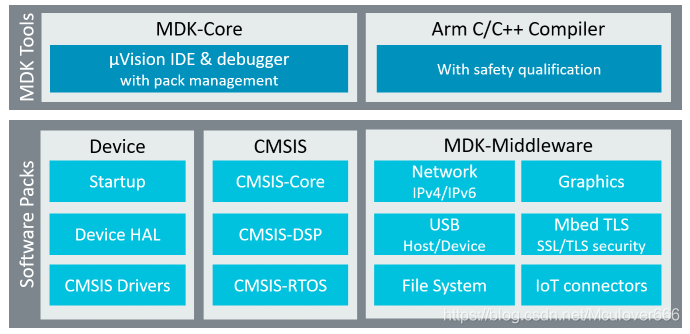 MDK Tools
MDK-Core
µVision IDE & debugger
with pack management
Arm C/C++ Compiler
With safety qualification
Software Packs
Device
Startup
Device HAL
CMSIS Drivers
CMSIS
CMSIS-Core
CMSIS-DSP
CMSIS-RTOS
MDK-Middleware
Network
IPv4/IPv6
Graphics
USB
Host/Device
Mbed TLS
SSL/TLS security
File System
IoT connectors
https://blog.csdn.net/Mculover666